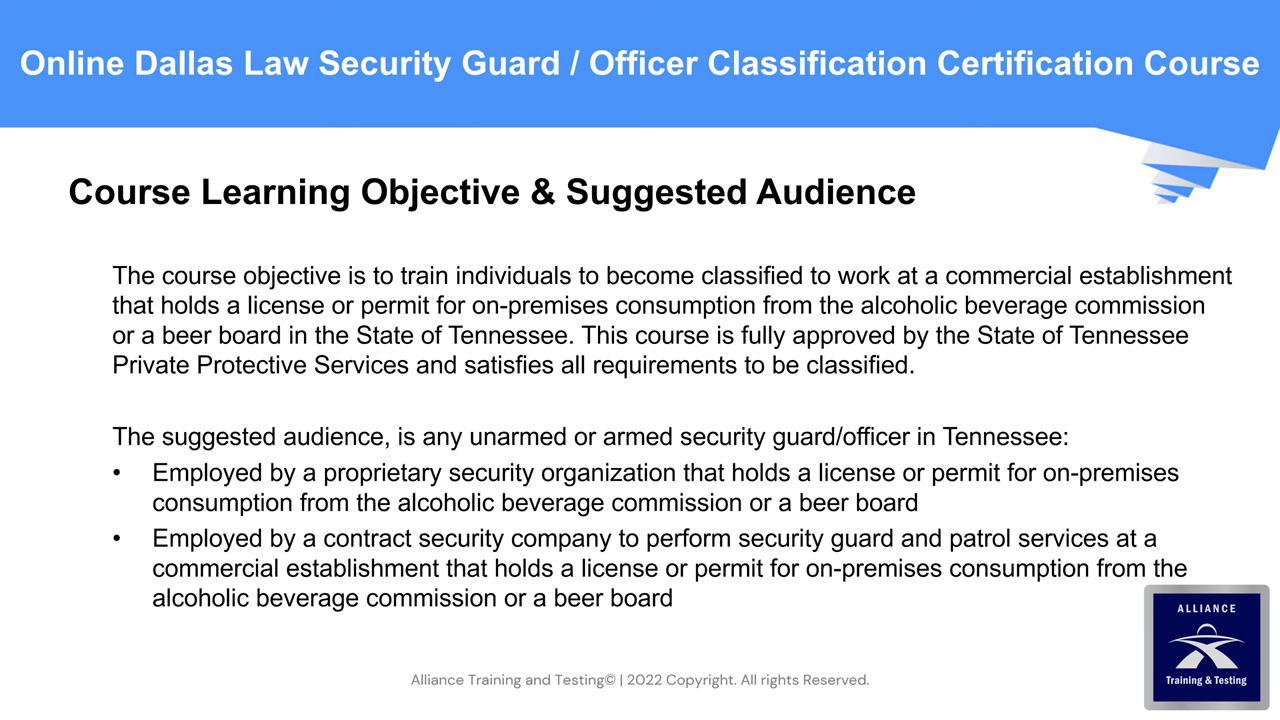 Online Dallas Law Security Guard / Officer Classification Certification Course
Course Learning Objective & Suggested Audience
The course objective is to train individuals to become classified to work at a commercial establishment
that holds a license or permit for on-premises consumption from the alcoholic beverage commission
or a beer board in the State of Tennessee. This course is fully approved by the State of Tennessee
Private Protective Services and satisfies all requirements to be classified.
The suggested audience, is any unarmed or armed security guard/officer in Tennessee:
• Employed by a proprietary security organization that holds a license or permit for on-premises
consumption from the alcoholic beverage commission or a beer board
• Employed by a contract security company to perform security guard and patrol services at a
commercial establishment that holds a license or permit for on-premises consumption from the
alcoholic beverage commission or a beer board
ALLIANCE
Training & Testing
Alliance Training and Testing© | 2022 Copyright. All rights Reserved.